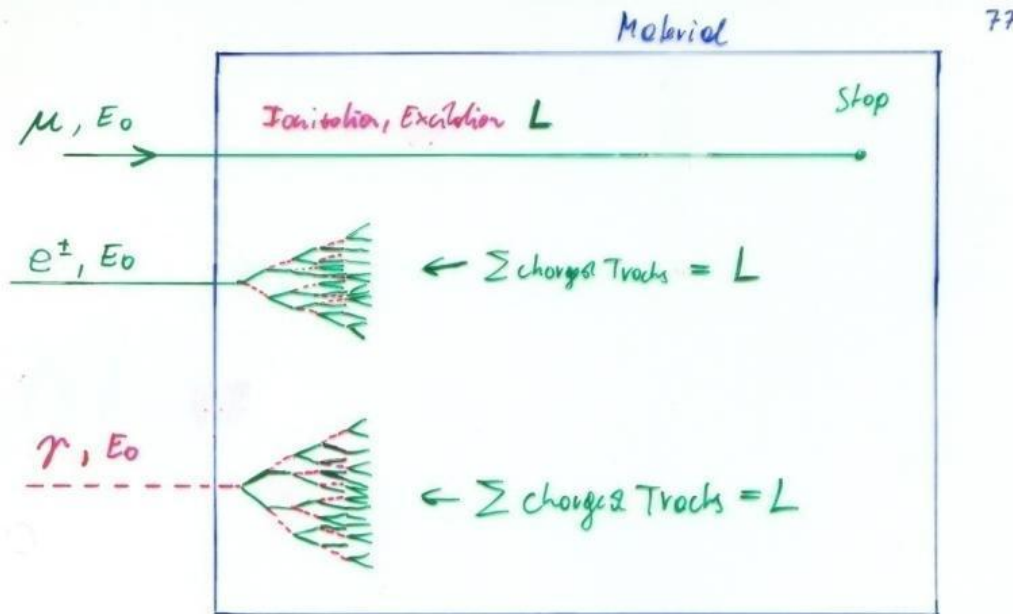 Material
77
μ, E₀
Ionisation, Excitation L
Stop
e±, E₀
← Σ charged Tracks = L
γ, E₀
← Σ charged Tracks = L